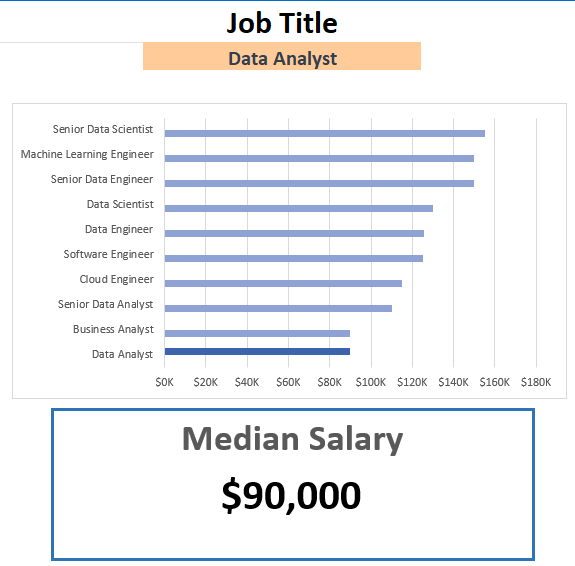 Job Title
Data Analyst
Senior Data Scientist
Machine Learning Engineer
Senior Data Engineer
Data Scientist
Data Engineer
Software Engineer
Cloud Engineer
Senior Data Analyst
Business Analyst
Data Analyst
$0K $20K $40K $60K $80K $100K $120K $140K $160K $180K
Median Salary
$90,000